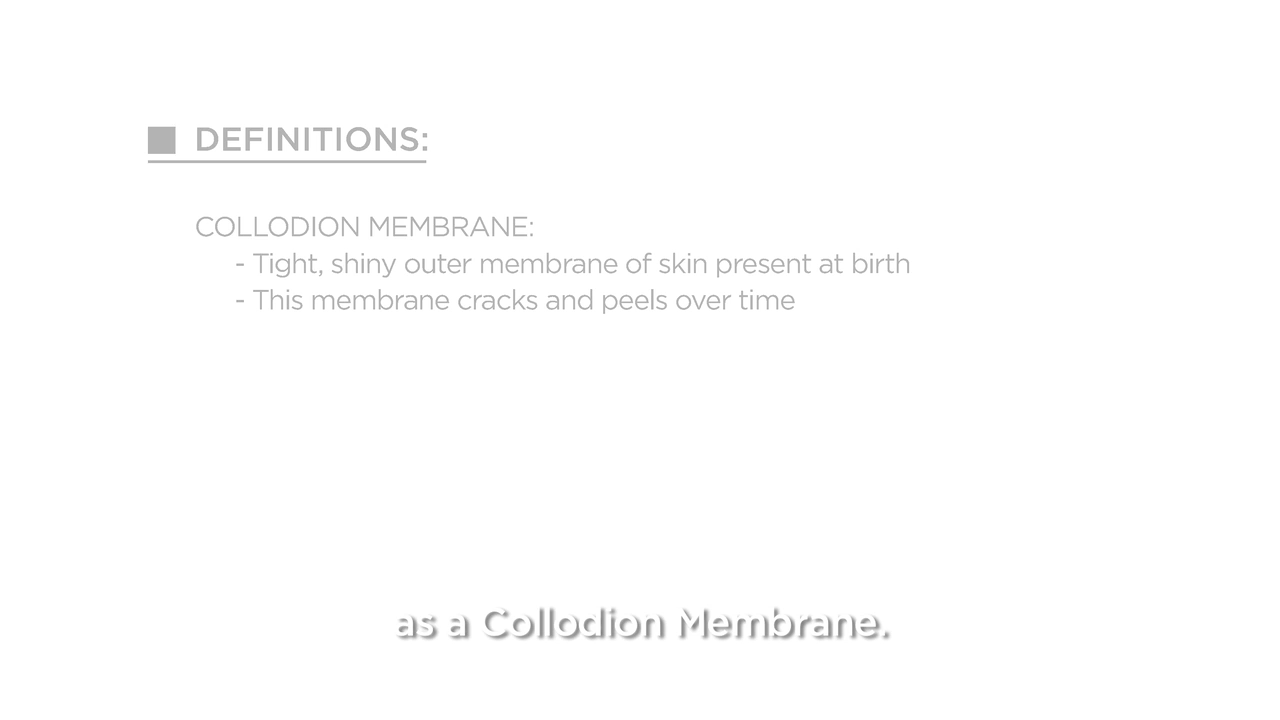 DEFINITIONS:
COLLODION MEMBRANE:
- Tight, shiny outer membrane of skin present at birth
- This membrane cracks and peels over time
as a Collodion Membrane.